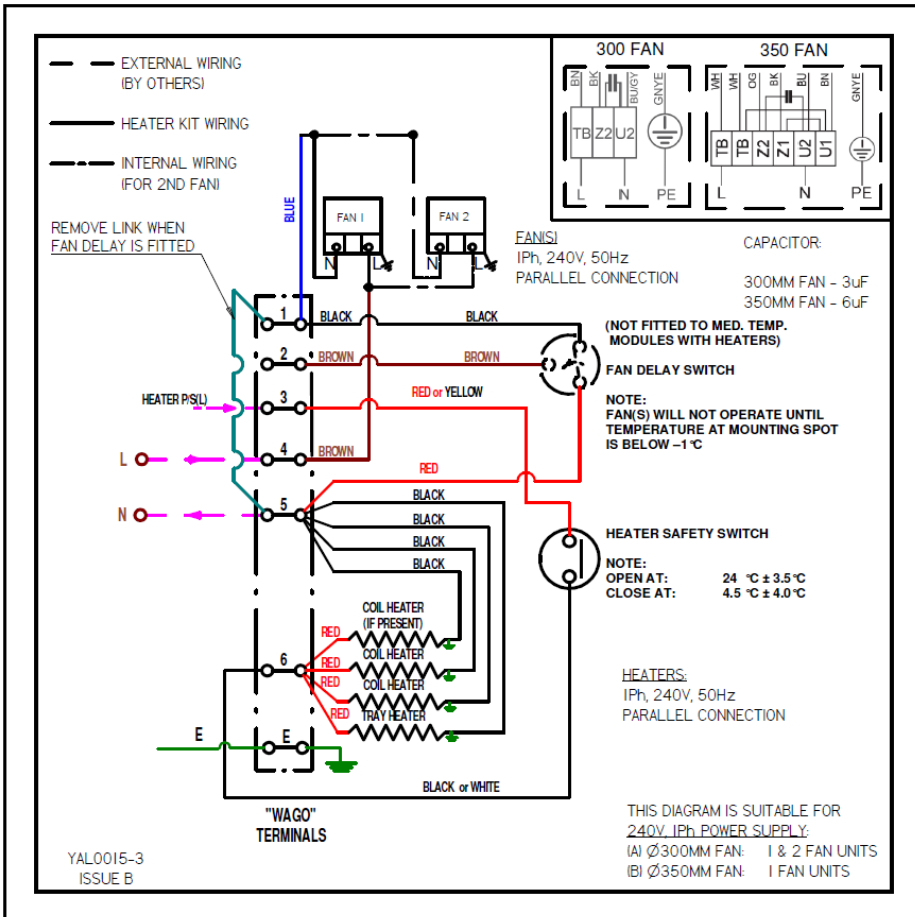 EXTERNAL WIRING
(BY OTHERS)
HEATER KIT WIRING
INTERNAL WIRING
(FOR 2ND FAN)
REMOVE LINK WHEN
FAN DELAY IS FITTED
300 FAN
BN
BK
BU/GY
GNYE
TB Z2 U2
L N PE
350 FAN
WH
WH
OG
BK
BU
BN
GNYE
TB TB Z2 Z1 U2 U1
L N PE
BLUE
FAN 1
N L
FAN 2
N L
FAN(S)
1Ph, 240V, 50Hz
PARALLEL CONNECTION
CAPACITOR:
300MM FAN - 3uF
350MM FAN - 6uF
1
BLACK BLACK
(NOT FITTED TO MED. TEMP.
MODULES WITH HEATERS)
2
BROWN BROWN
FAN DELAY SWITCH
HEATER P/S(L)
3
RED or YELLOW
NOTE:
FAN(S) WILL NOT OPERATE UNTIL
TEMPERATURE AT MOUNTING SPOT
IS BELOW –1°C
L
4
BROWN
RED
N
5
BLACK
BLACK
BLACK
BLACK
HEATER SAFETY SWITCH
NOTE:
OPEN AT: 24 °C ± 3.5°C
CLOSE AT: 4.5 °C ± 4.0°C
COIL HEATER
(IF PRESENT)
RED
COIL HEATER
6
RED
RED
COIL HEATER
RED
TRAY HEATER
HEATERS:
1Ph, 240V, 50Hz
PARALLEL CONNECTION
E
E
BLACK or WHITE
"WAGO"
TERMINALS
THIS DIAGRAM IS SUITABLE FOR
240V, 1Ph POWER SUPPLY:
(A) Ø300MM FAN: 1 & 2 FAN UNITS
(B) Ø350MM FAN: 1 FAN UNITS
YAL0015-3
ISSUE B